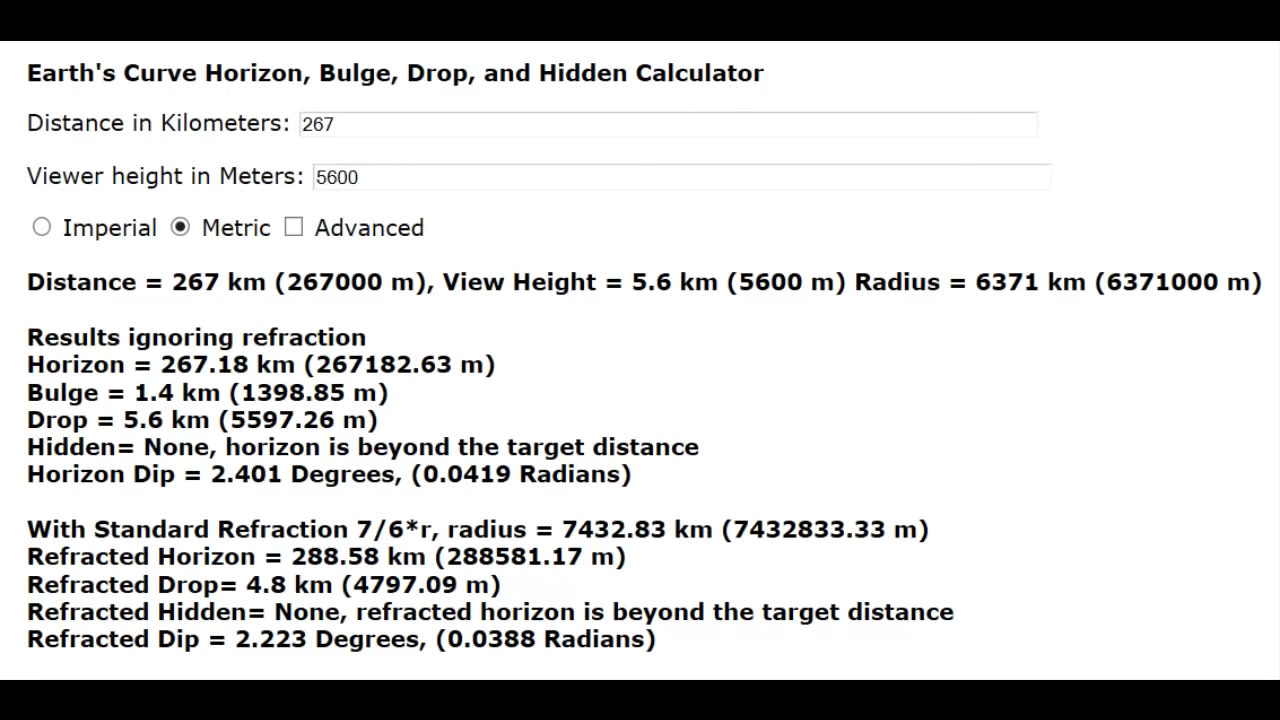 Earth's Curve Horizon, Bulge, Drop, and Hidden Calculator
Distance in Kilometers: 267
Viewer height in Meters: 5600
Imperial Metric Advanced
Distance = 267 km (267000 m), View Height = 5.6 km (5600 m) Radius = 6371 km (6371000 m)
Results ignoring refraction
Horizon = 267.18 km (267182.63 m)
Bulge = 1.4 km (1398.85 m)
Drop = 5.6 km (5597.26 m)
Hidden= None, horizon is beyond the target distance
Horizon Dip = 2.401 Degrees, (0.0419 Radians)
With Standard Refraction 7/6*r, radius = 7432.83 km (7432833.33 m)
Refracted Horizon = 288.58 km (288581.17 m)
Refracted Drop= 4.8 km (4797.09 m)
Refracted Hidden= None, refracted horizon is beyond the target distance
Refracted Dip = 2.223 Degrees, (0.0388 Radians)